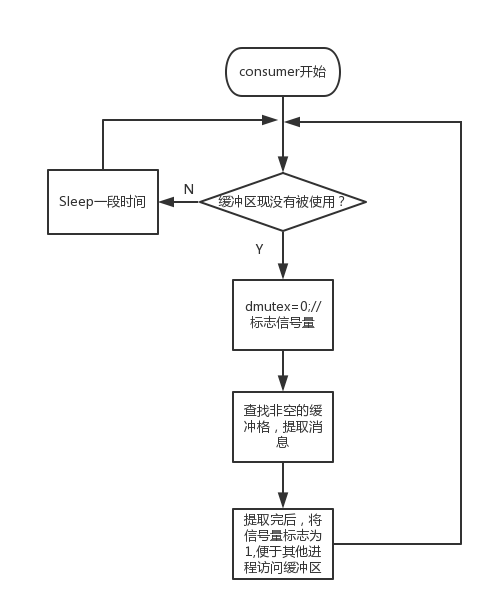 consumer开始
Sleep一段时间
N
缓冲区现没有被使用？
Y
dmutex=0;//
标志信号量
查找非空的缓
冲格，提取消
息
提取完后，将
信号量标志为
1,便于其他进
程访问缓冲区